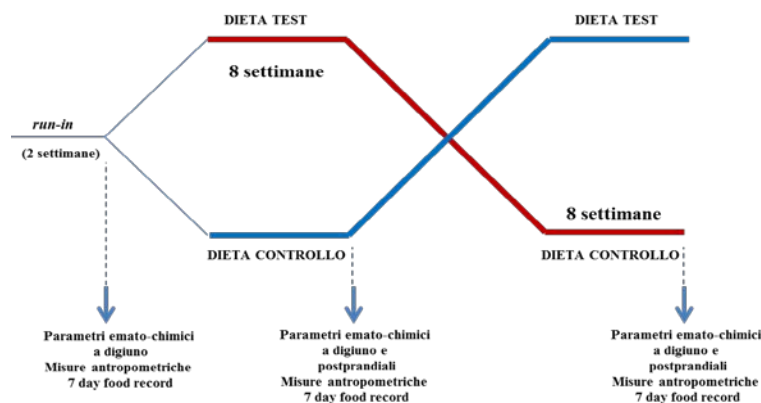 DIETA TEST
DIETA TEST
8 settimane
run-in
(2 settimane)
8 settimane
DIETA CONTROLLO
DIETA CONTROLLO
Parametri emato-chimici
a digiuno
Misure antropometriche
7 day food record
Parametri emato-chimici
a digiuno e
postprandiali
Misure antropometriche
7 day food record
Parametri emato-chimici
a digiuno e
postprandiali
Misure antropometriche
7 day food record